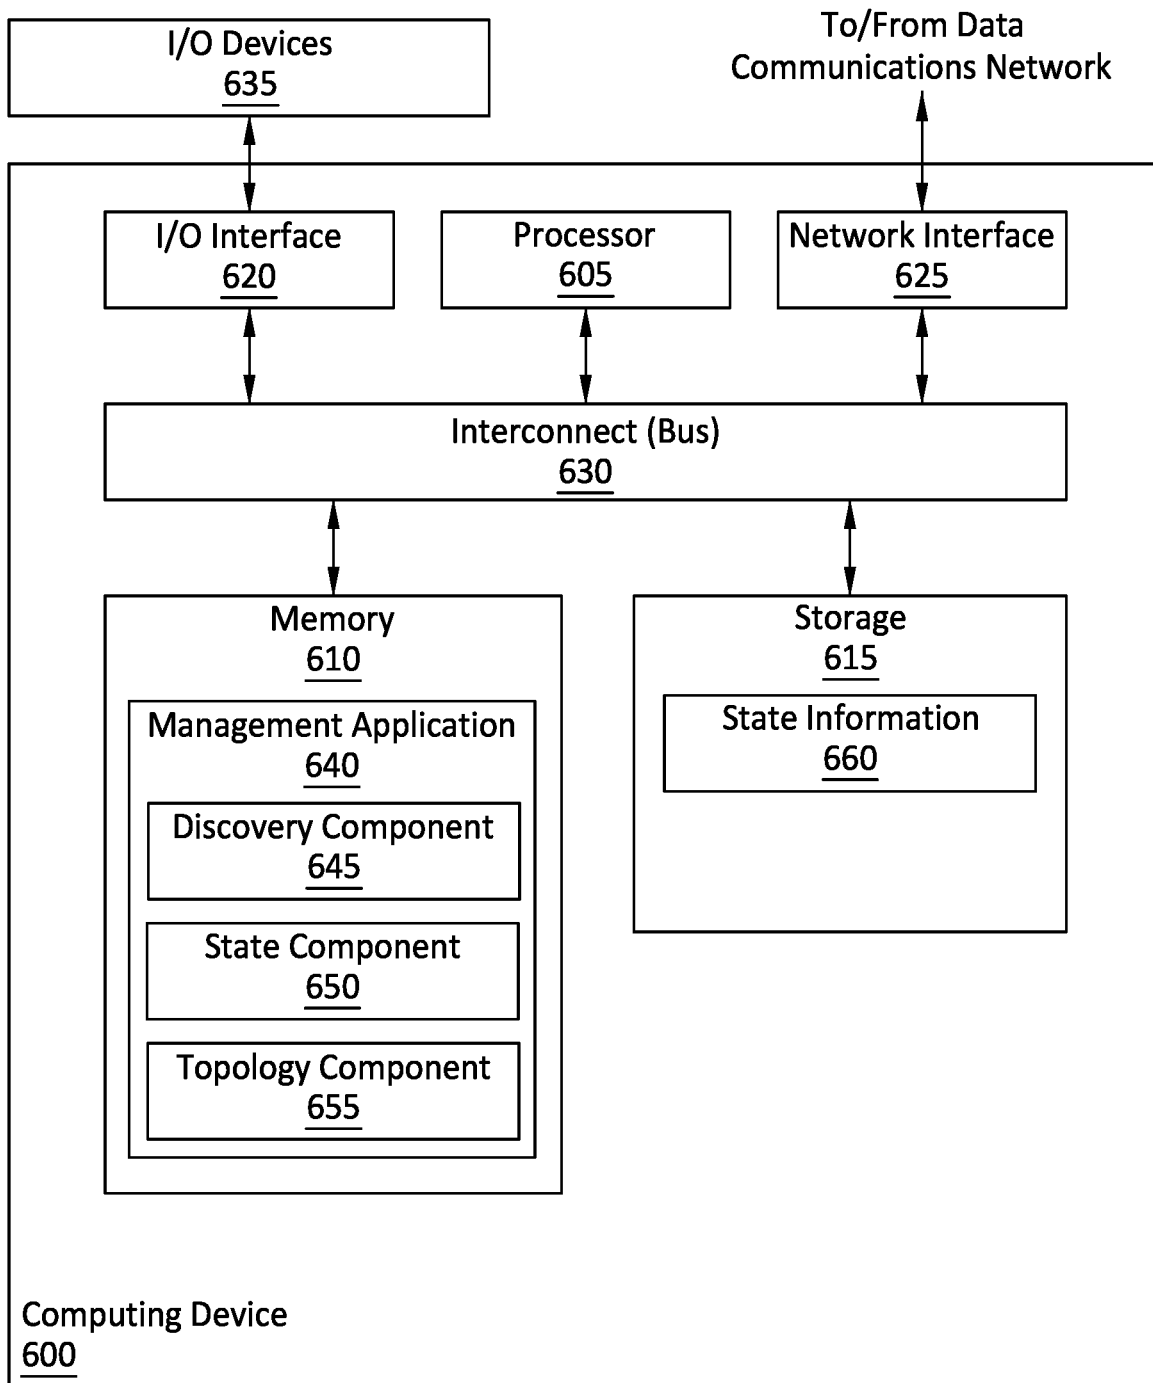 I/O Devices
635
To/From Data
Communications Network
I/O Interface
620
Processor
605
Network Interface
625
Interconnect (Bus)
630
Memory
610
Management Application
640
Discovery Component
645
State Component
650
Topology Component
655
Storage
615
State Information
660
Computing Device
600